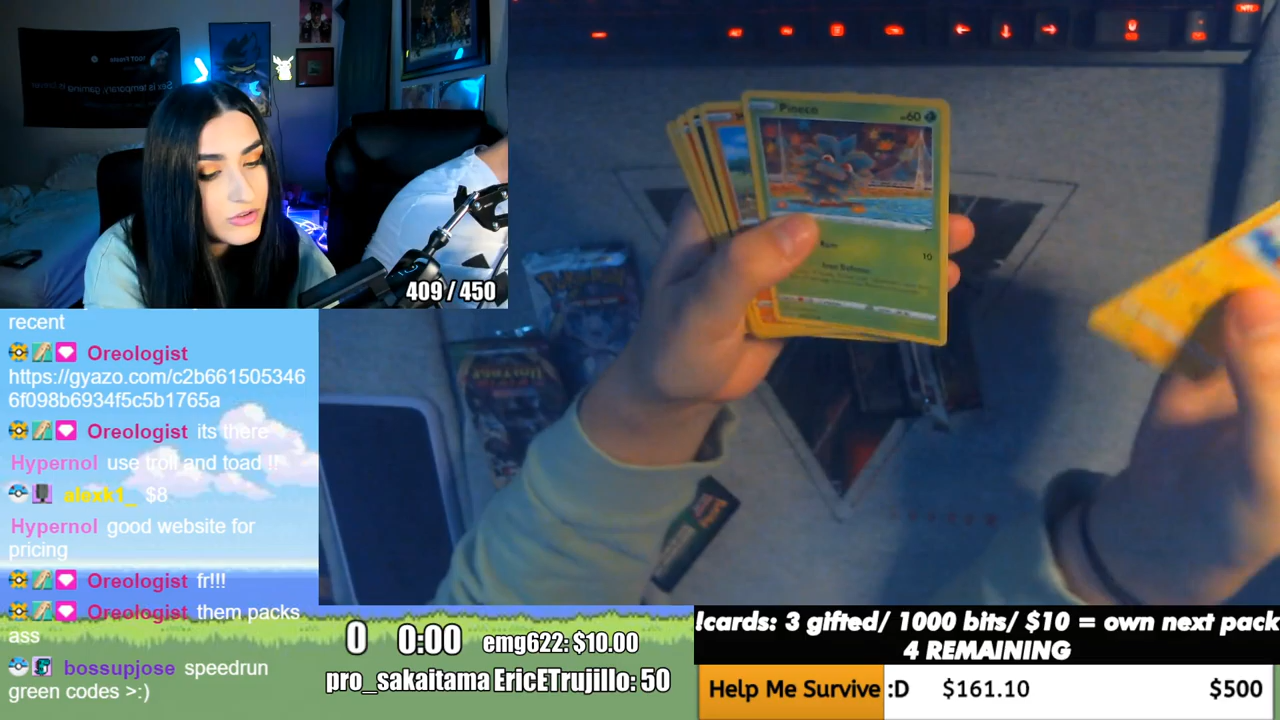 409 / 450
recent
Oreologist
https://gyazo.com/c2b661505346
6f098b6934f5c5b1765a
Oreologist its there
Hypernol use troll and toad !!
alexk1_ $8
Hypernol good website for
pricing
Oreologist fr!!!
Oreologist them packs
ass
bossupjose speedrun
green codes >:)
Pineco
60
10
0 0:00 emg622: $10.00
pro_sakaitama EricETrujillo: 50
!cards: 3 gifted/ 1000 bits/ $10 = own next pack
4 REMAINING
Help Me Survive :D $161.10 $500